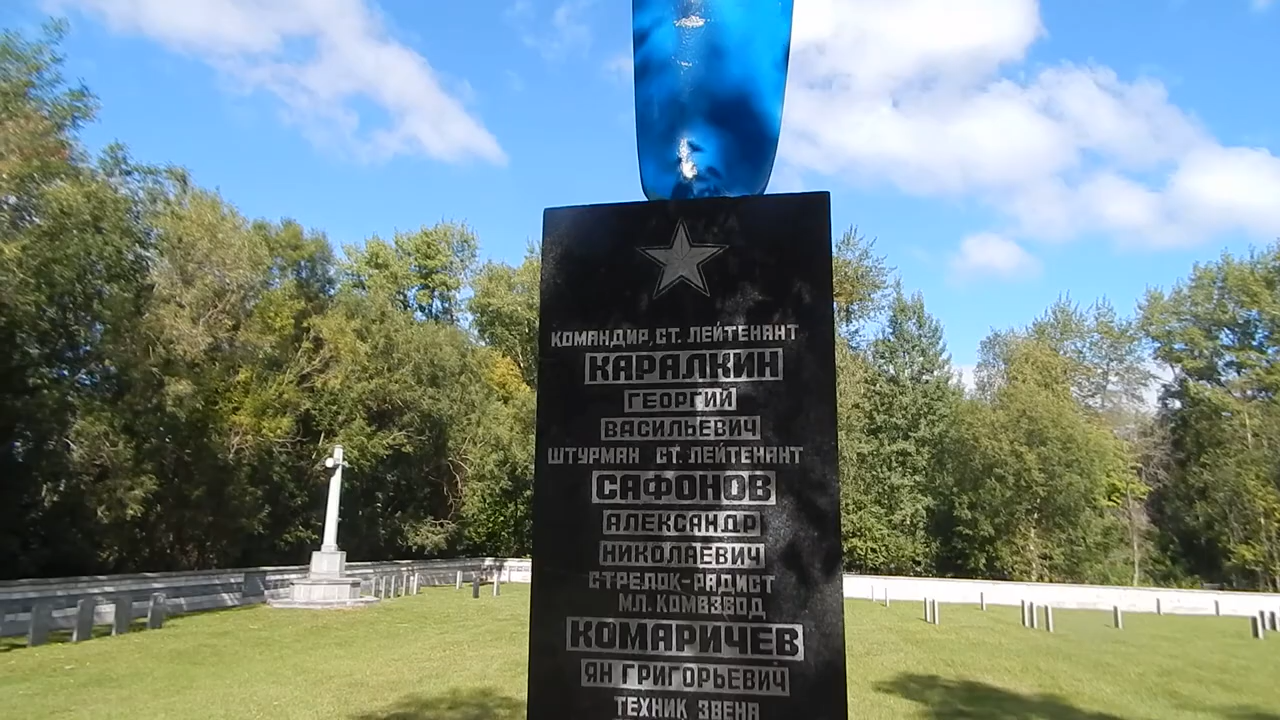 КОМАНДИР, СТ. ЛЕЙТЕНАНТ
КАРАЛКИН
ГЕОРГИЙ
ВАСИЛЬЕВИЧ
ШТУРМАН СТ. ЛЕЙТЕНАНТ
САФОНОВ
АЛЕКСАНДР
НИКОЛАЕВИЧ
СТРЕЛОК-РАДИСТ
МЛ. КОМВЗВОД
КОМАРИЧЕВ
ЯН ГРИГОРЬЕВИЧ
ТЕХНИК ЗВЕНА